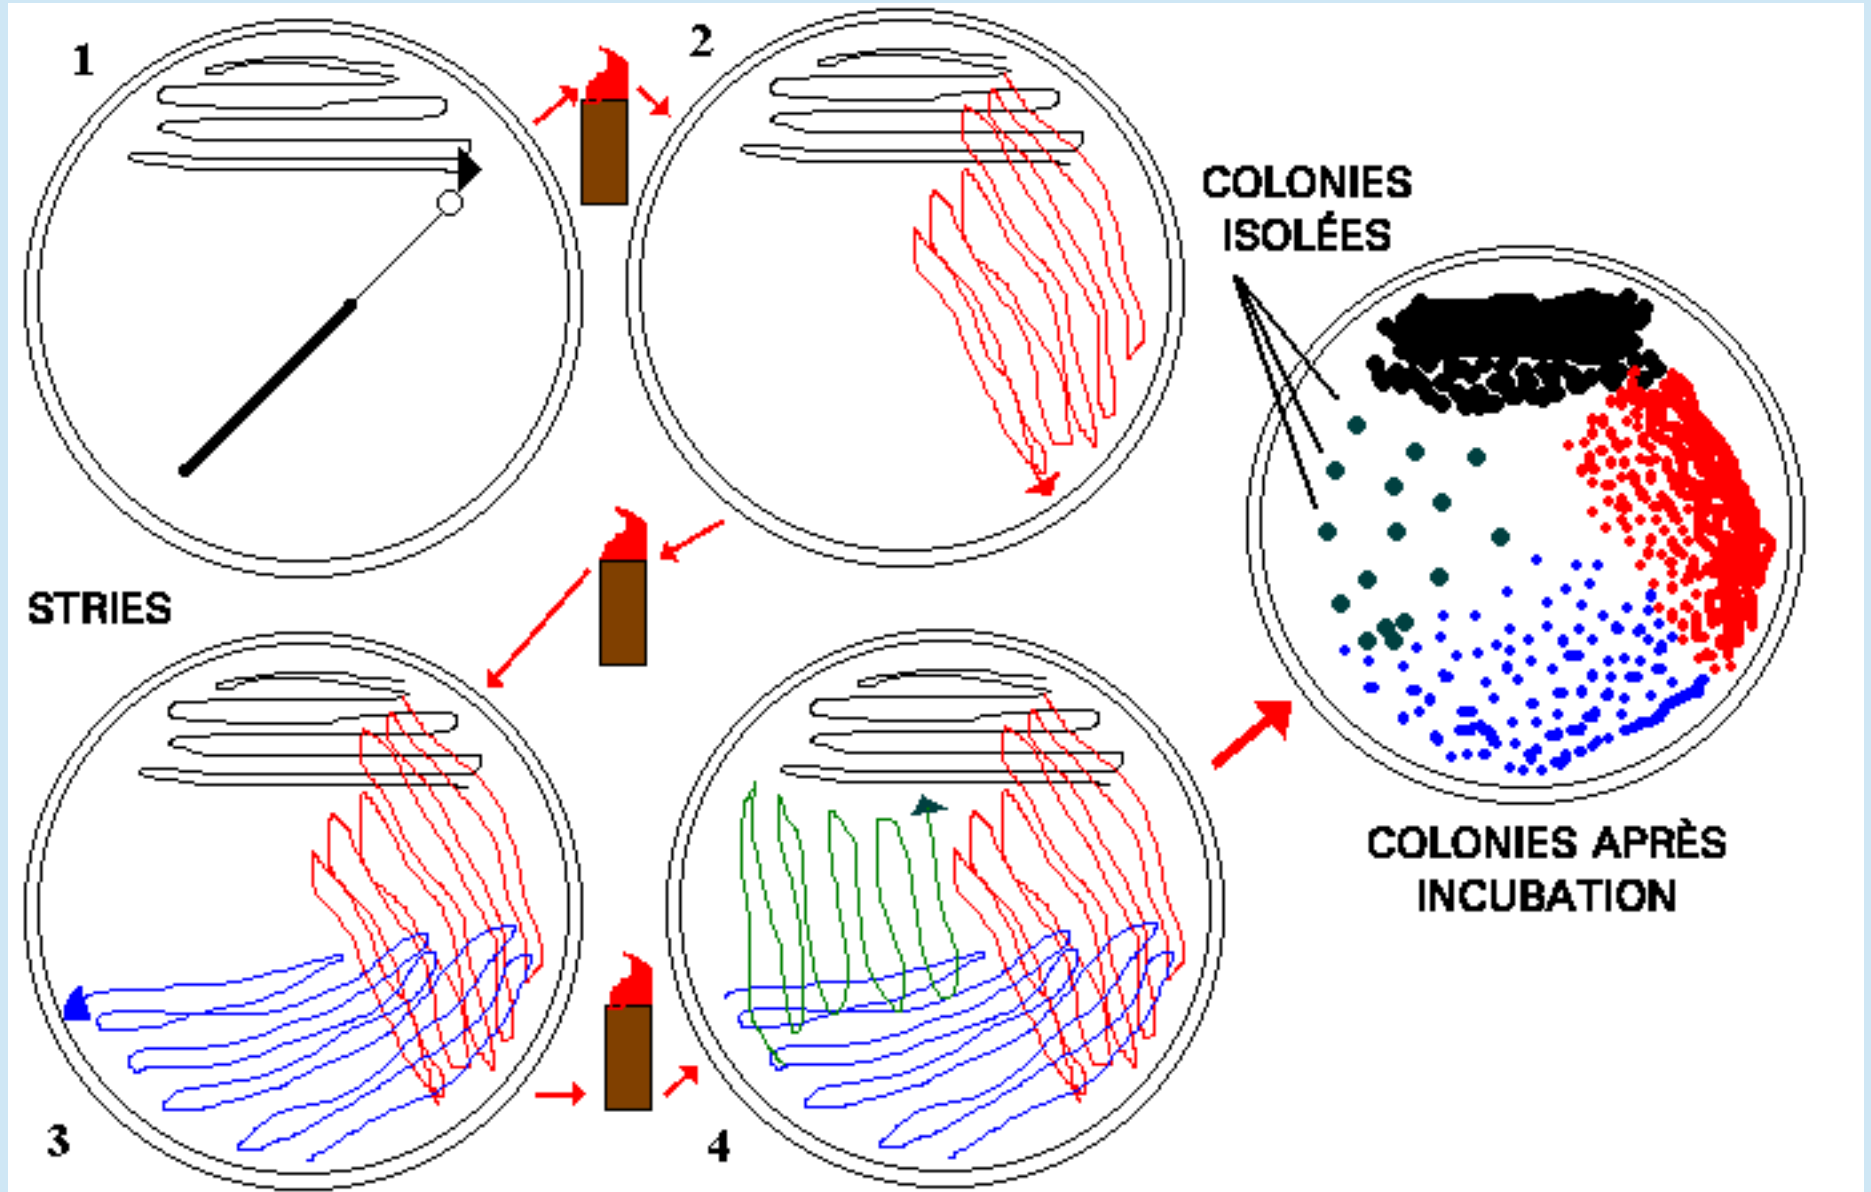 1
2
COLONIES
ISOLÉES
STRIES
3
4
COLONIES APRÈS
INCUBATION